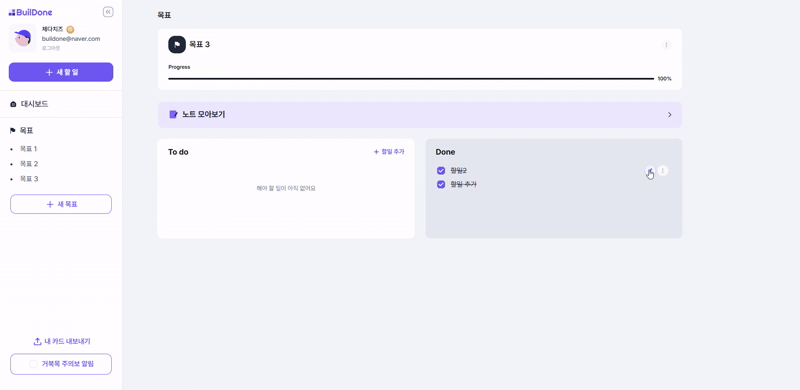 BuilDone
체다치즈
buildone@naver.com
로그아웃
새 할 일
대시보드
목표
목표 1
목표 2
목표 3
새 목표
내 카드 내보내기
거북목 주의보 알림
목표
목표 3
Progress
100%
노트 모아보기
To do
할일 추가
해야 할 일이 아직 없어요
Done
할일2
할일 추가